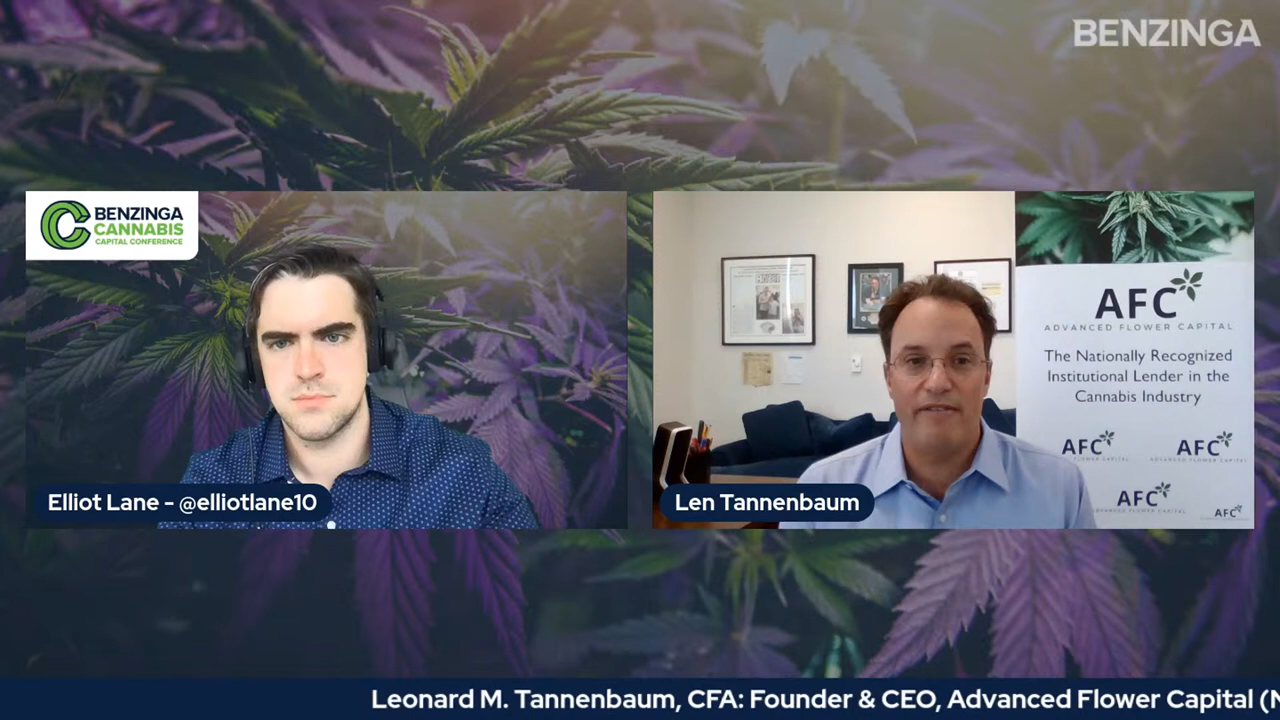 BENZINGA
BENZINGA
CANNABIS
CAPITAL CONFERENCE
AFC
ADVANCED FLOWER CAPITAL
The Nationally Recognized
Institutional Lender in the
Cannabis Industry
AFC
AFC
AFC
AFC
Elliot Lane - @elliotlane10
Len Tannenbaum
Leonard M. Tannenbaum, CFA: Founder & CEO, Advanced Flower Capital (N